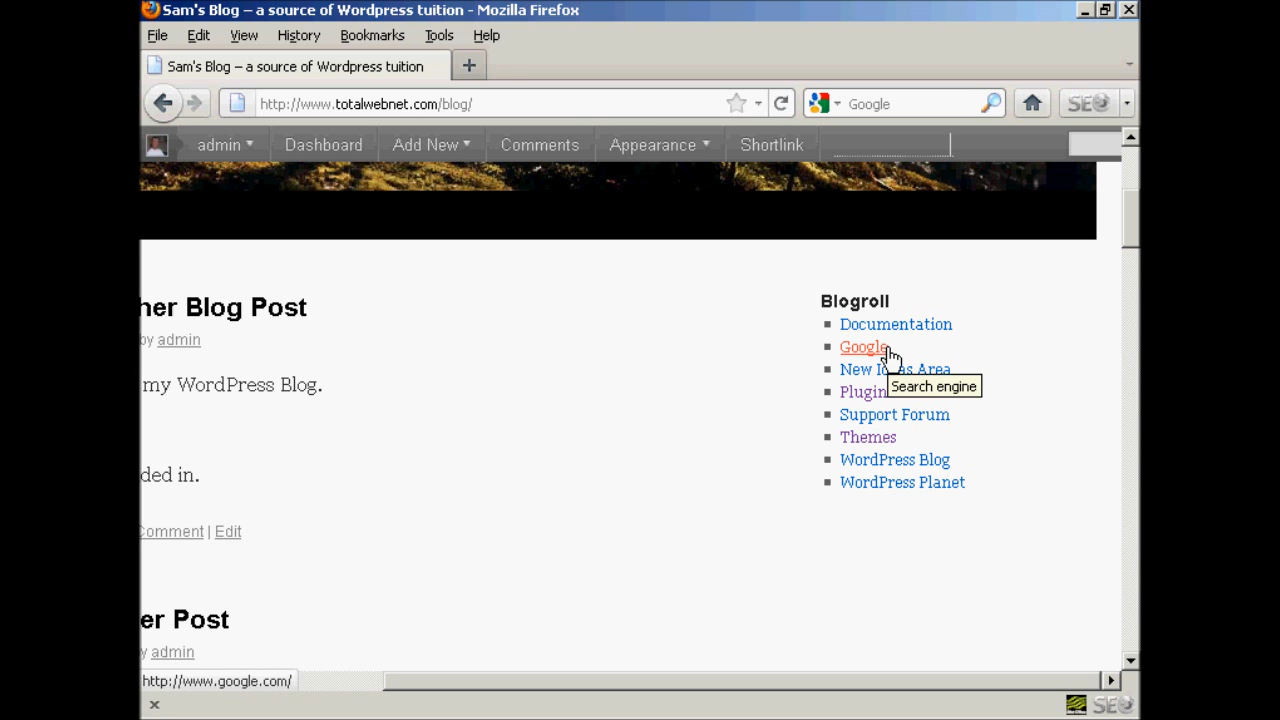 Sam's Blog – a source of Wordpress tuition - Mozilla Firefox
File Edit View History Bookmarks Tools Help
Sam's Blog – a source of Wordpress tuition
http://www.totalwebnet.com/blog/ Google SEO
admin Dashboard Add New Comments Appearance Shortlink
her Blog Post
by admin
my WordPress Blog.
ded in.
Comment | Edit
er Post
y admin
Blogroll
Documentation
Google
New Ideas Area
Search engine
Plugin
Support Forum
Themes
WordPress Blog
WordPress Planet
http://www.google.com/
SEO